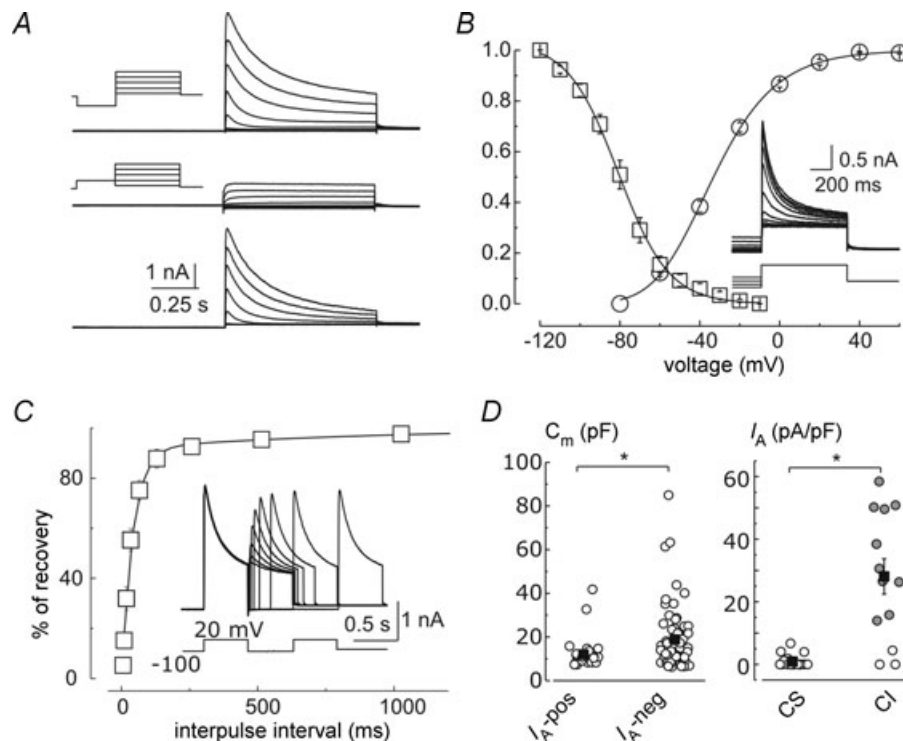 A
1 nA
0.25 s
B
1.0
0.8
0.6
0.4
0.2
0.0
0.5 nA
200 ms
-120
-80
-40
0
40
voltage (mV)
C
% of recovery
80
40
0
20 mV
-100
0.5 s
1 nA
0
500
1000
interpulse interval (ms)
D
Cm (pF)
*
100
80
60
40
20
0
IA-pos
IA-neg
IA (pA/pF)
*
60
40
20
0
CS
CI